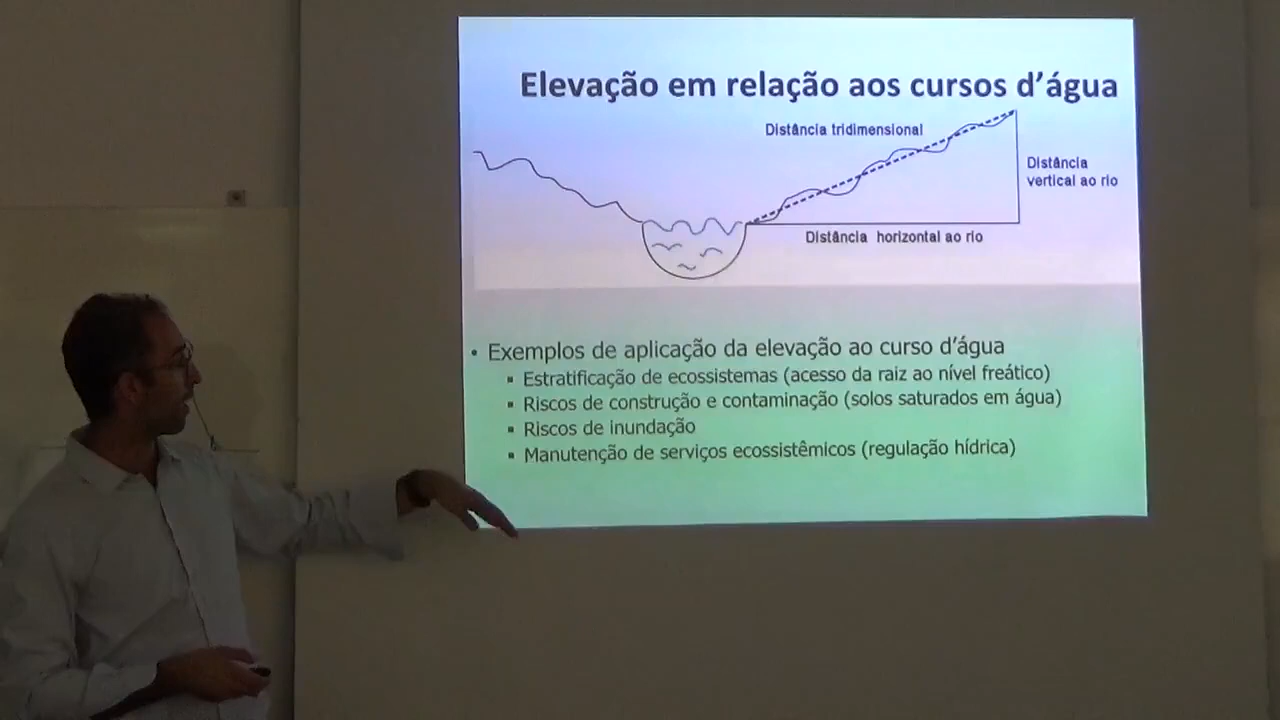 Elevação em relação aos cursos d’água
Distância tridimensional
Distância
vertical ao rio
Distância horizontal ao rio
• Exemplos de aplicação da elevação ao curso d’água
▪ Estratificação de ecossistemas (acesso da raiz ao nível freático)
▪ Riscos de construção e contaminação (solos saturados em água)
▪ Riscos de inundação
▪ Manutenção de serviços ecossistêmicos (regulação hídrica)